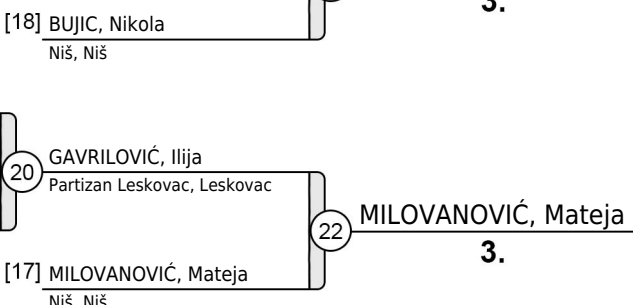 3.
[18] BUJIC, Nikola
Niš, Niš
GAVRILOVIĆ, Ilija
20
Partizan Leskovac, Leskovac
MILOVANOVIĆ, Mateja
22
3.
[17] MILOVANOVIĆ, Mateja
Niš, Niš